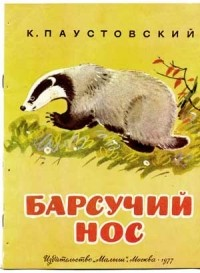 К. ПАУСТОВСКИЙ
БАРСУЧИЙ
НОС
Издательство „Малыш". Москва · 1977